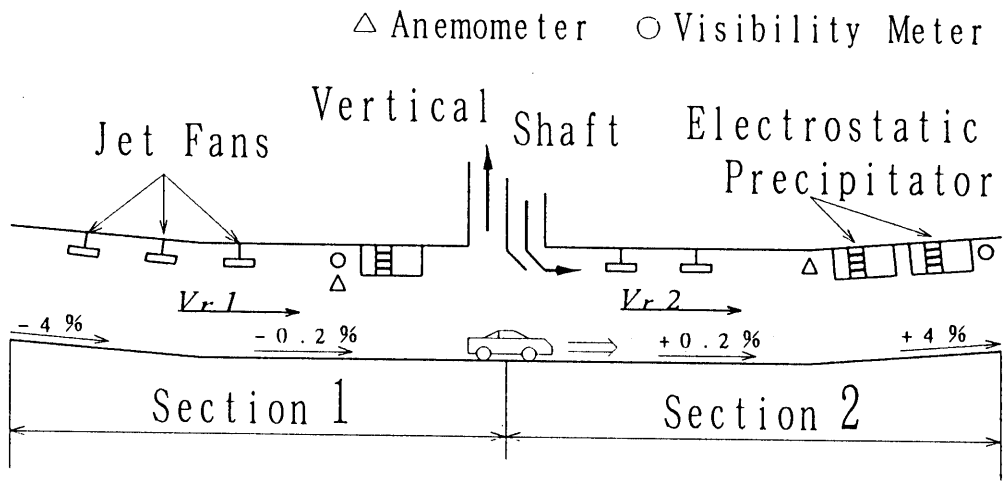 △ Anemometer ○ Visibility Meter
Vertical
Shaft
Jet Fans
Electrostatic
Precipitator
Vr.1
Vr.2
-4 %
-0.2 %
+0.2 %
+4 %
Section 1
Section 2